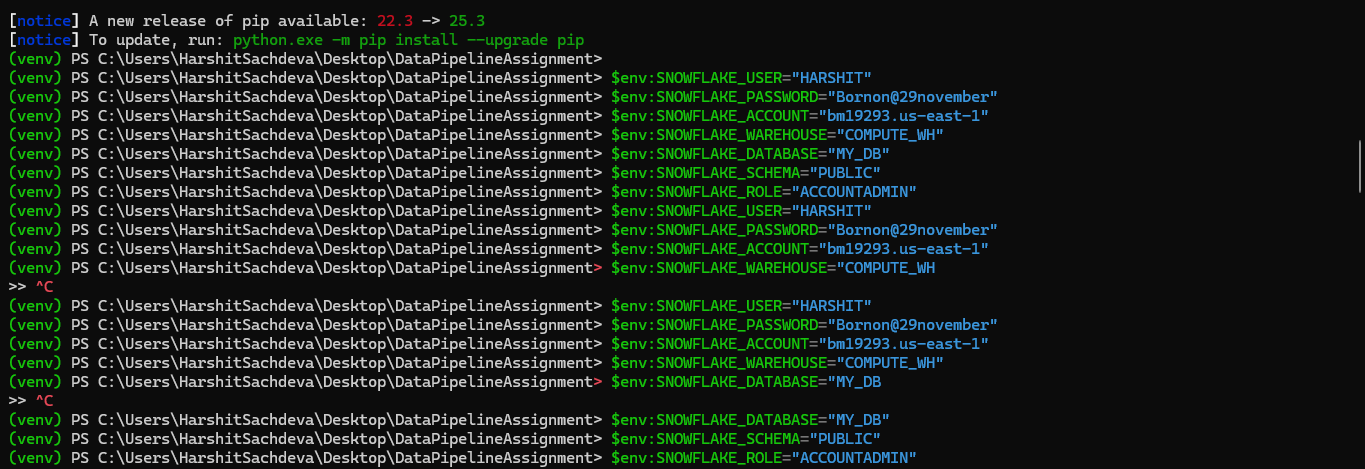 [notice] A new release of pip available: 22.3 -> 25.3
[notice] To update, run: python.exe -m pip install --upgrade pip
(venv) PS C:\Users\HarshitSachdeva\Desktop\DataPipelineAssignment>
(venv) PS C:\Users\HarshitSachdeva\Desktop\DataPipelineAssignment> $env:SNOWFLAKE_USER="HARSHIT"
(venv) PS C:\Users\HarshitSachdeva\Desktop\DataPipelineAssignment> $env:SNOWFLAKE_PASSWORD="Bornon@29november"
(venv) PS C:\Users\HarshitSachdeva\Desktop\DataPipelineAssignment> $env:SNOWFLAKE_ACCOUNT="bm19293.us-east-1"
(venv) PS C:\Users\HarshitSachdeva\Desktop\DataPipelineAssignment> $env:SNOWFLAKE_WAREHOUSE="COMPUTE_WH"
(venv) PS C:\Users\HarshitSachdeva\Desktop\DataPipelineAssignment> $env:SNOWFLAKE_DATABASE="MY_DB"
(venv) PS C:\Users\HarshitSachdeva\Desktop\DataPipelineAssignment> $env:SNOWFLAKE_SCHEMA="PUBLIC"
(venv) PS C:\Users\HarshitSachdeva\Desktop\DataPipelineAssignment> $env:SNOWFLAKE_ROLE="ACCOUNTADMIN"
(venv) PS C:\Users\HarshitSachdeva\Desktop\DataPipelineAssignment> $env:SNOWFLAKE_USER="HARSHIT"
(venv) PS C:\Users\HarshitSachdeva\Desktop\DataPipelineAssignment> $env:SNOWFLAKE_PASSWORD="Bornon@29november"
(venv) PS C:\Users\HarshitSachdeva\Desktop\DataPipelineAssignment> $env:SNOWFLAKE_ACCOUNT="bm19293.us-east-1"
(venv) PS C:\Users\HarshitSachdeva\Desktop\DataPipelineAssignment> $env:SNOWFLAKE_WAREHOUSE="COMPUTE_WH
>> ^C
(venv) PS C:\Users\HarshitSachdeva\Desktop\DataPipelineAssignment> $env:SNOWFLAKE_USER="HARSHIT"
(venv) PS C:\Users\HarshitSachdeva\Desktop\DataPipelineAssignment> $env:SNOWFLAKE_PASSWORD="Bornon@29november"
(venv) PS C:\Users\HarshitSachdeva\Desktop\DataPipelineAssignment> $env:SNOWFLAKE_ACCOUNT="bm19293.us-east-1"
(venv) PS C:\Users\HarshitSachdeva\Desktop\DataPipelineAssignment> $env:SNOWFLAKE_WAREHOUSE="COMPUTE_WH"
(venv) PS C:\Users\HarshitSachdeva\Desktop\DataPipelineAssignment> $env:SNOWFLAKE_DATABASE="MY_DB
>> ^C
(venv) PS C:\Users\HarshitSachdeva\Desktop\DataPipelineAssignment> $env:SNOWFLAKE_DATABASE="MY_DB"
(venv) PS C:\Users\HarshitSachdeva\Desktop\DataPipelineAssignment> $env:SNOWFLAKE_SCHEMA="PUBLIC"
(venv) PS C:\Users\HarshitSachdeva\Desktop\DataPipelineAssignment> $env:SNOWFLAKE_ROLE="ACCOUNTADMIN"